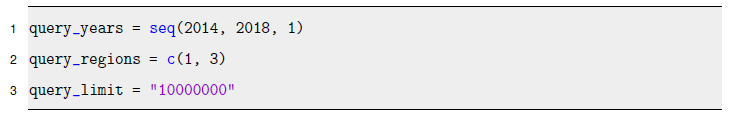 1 query_years = seq(2014, 2018, 1)
2 query_regions = c(1, 3)
3 query_limit = "10000000"